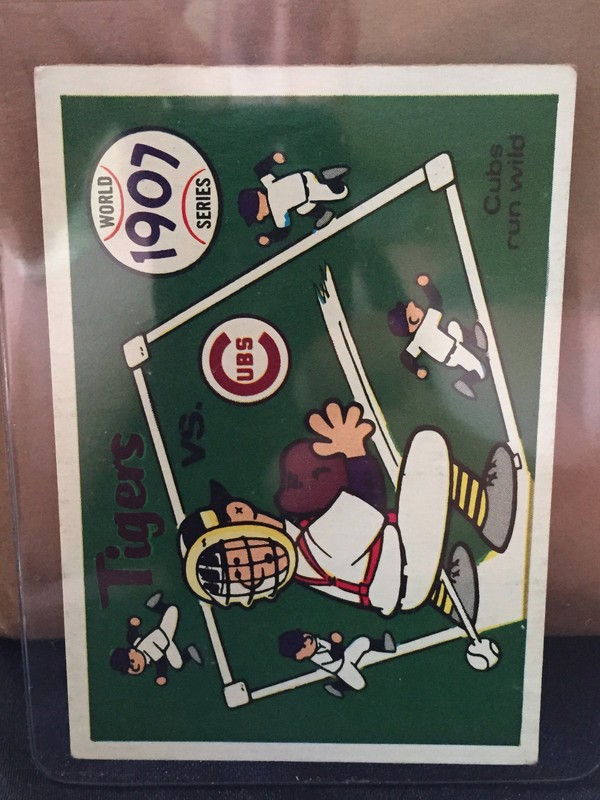 WORLD
1907
SERIES
Tigers
vs.
CUBS
Cubs
run wild